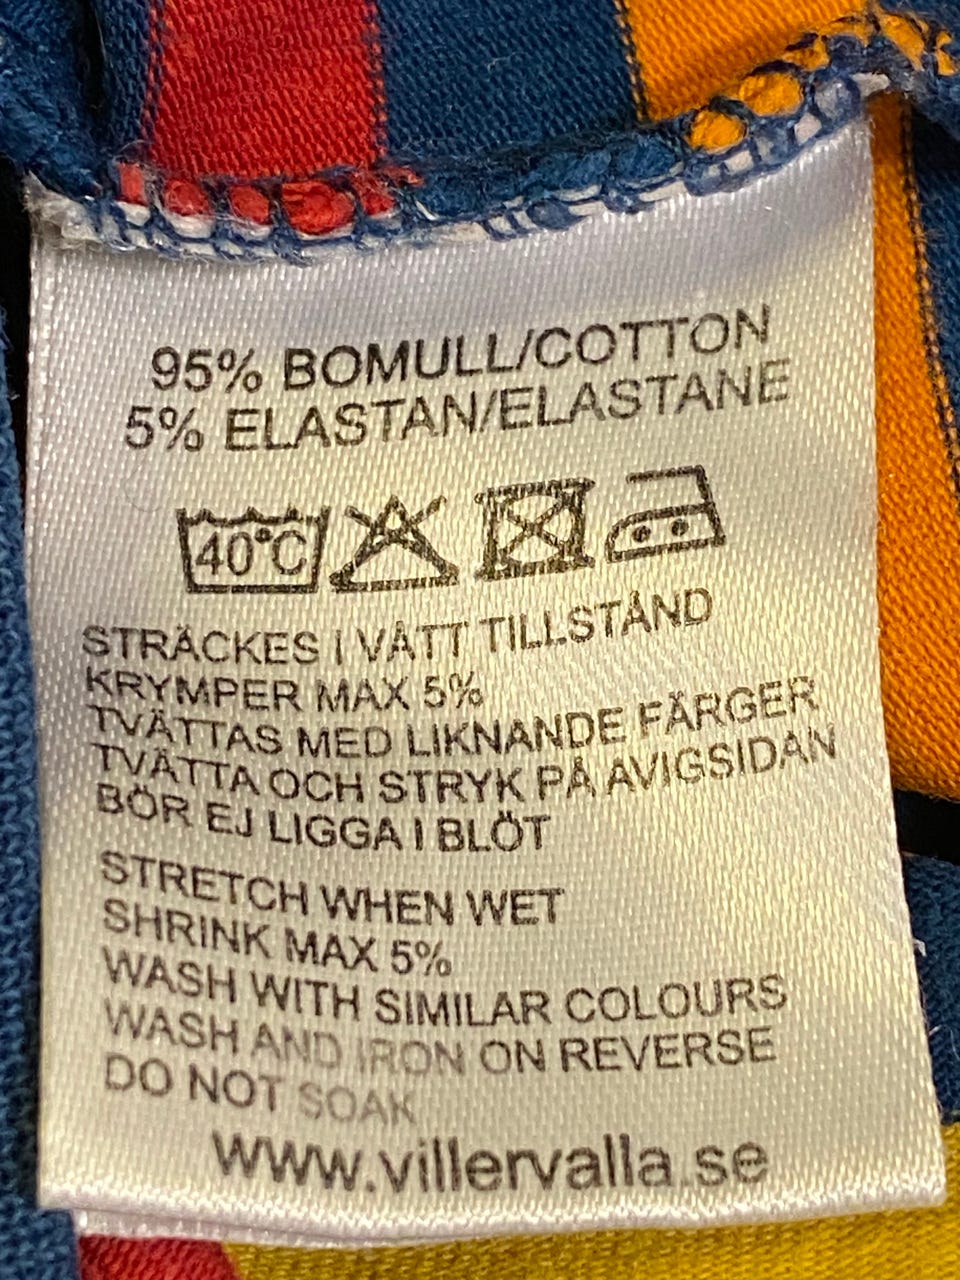 95% BOMULL/COTTON
5% ELASTAN/ELASTANE
40°C
STRÄCKES I VÅTT TILLSTÅND
KRYMPER MAX 5%
TVÄTTAS MED LIKNANDE FÄRGER
TVÄTTA OCH STRYK PÅ AVIGSIDAN
BÖR EJ LIGGA I BLÖT
STRETCH WHEN WET
SHRINK MAX 5%
WASH WITH SIMILAR COLOURS
WASH AND IRON ON REVERSE
DO NOT SOAK
www.villervalla.se